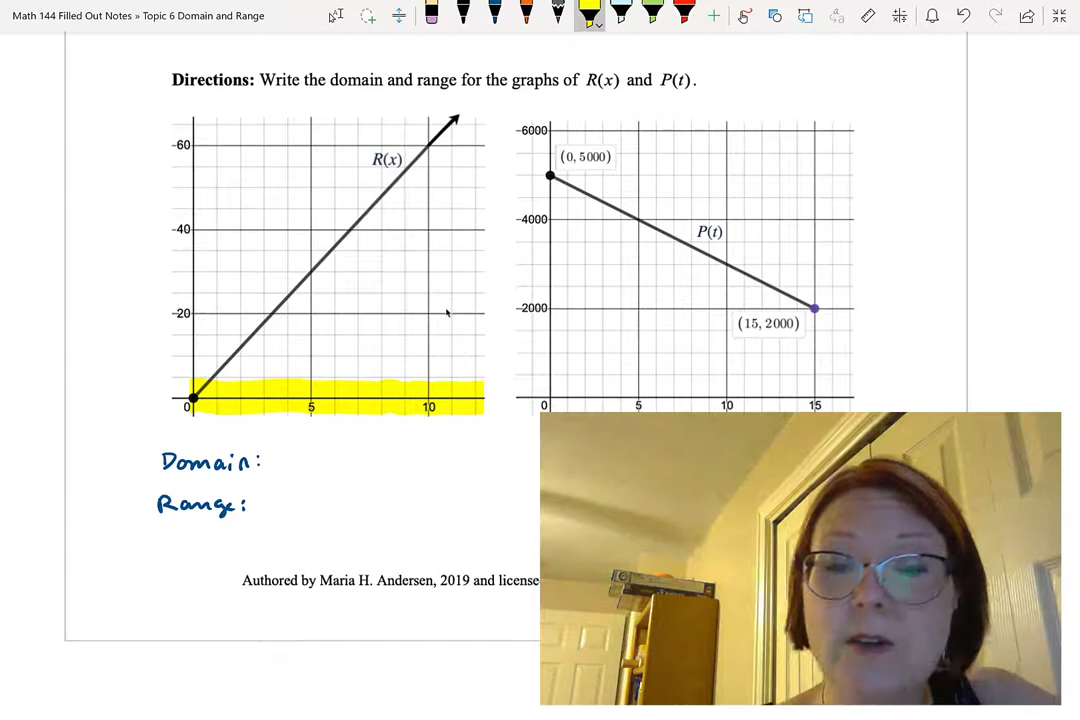 Math 144 Filled Out Notes » Topic 6 Domain and Range
Directions: Write the domain and range for the graphs of R(x) and P(t).
-60
-40
-20
0
5
10
R(x)
-6000
-4000
-2000
0
5
10
15
(0, 5000)
P(t)
(15, 2000)
Domain:
Range:
Authored by Maria H. Andersen, 2019 and license